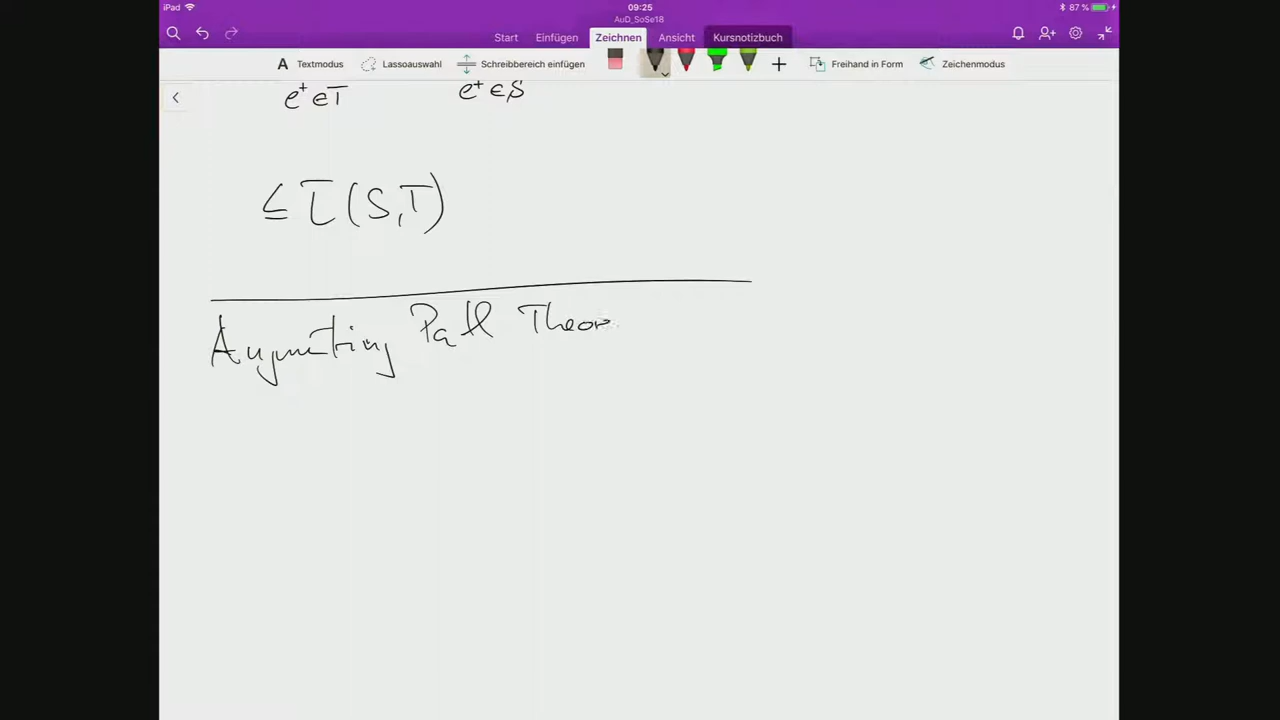 iPad 09:25 87 %
AuD_SoSe18
Start Einfügen Zeichnen Ansicht Kursnotizbuch
A Textmodus Lassoauswahl Schreibbereich einfügen + Freihand in Form Zeichenmodus
e⁺∈T e⁺∈S
≤ τ(S,T)
Augmenting Path Theor